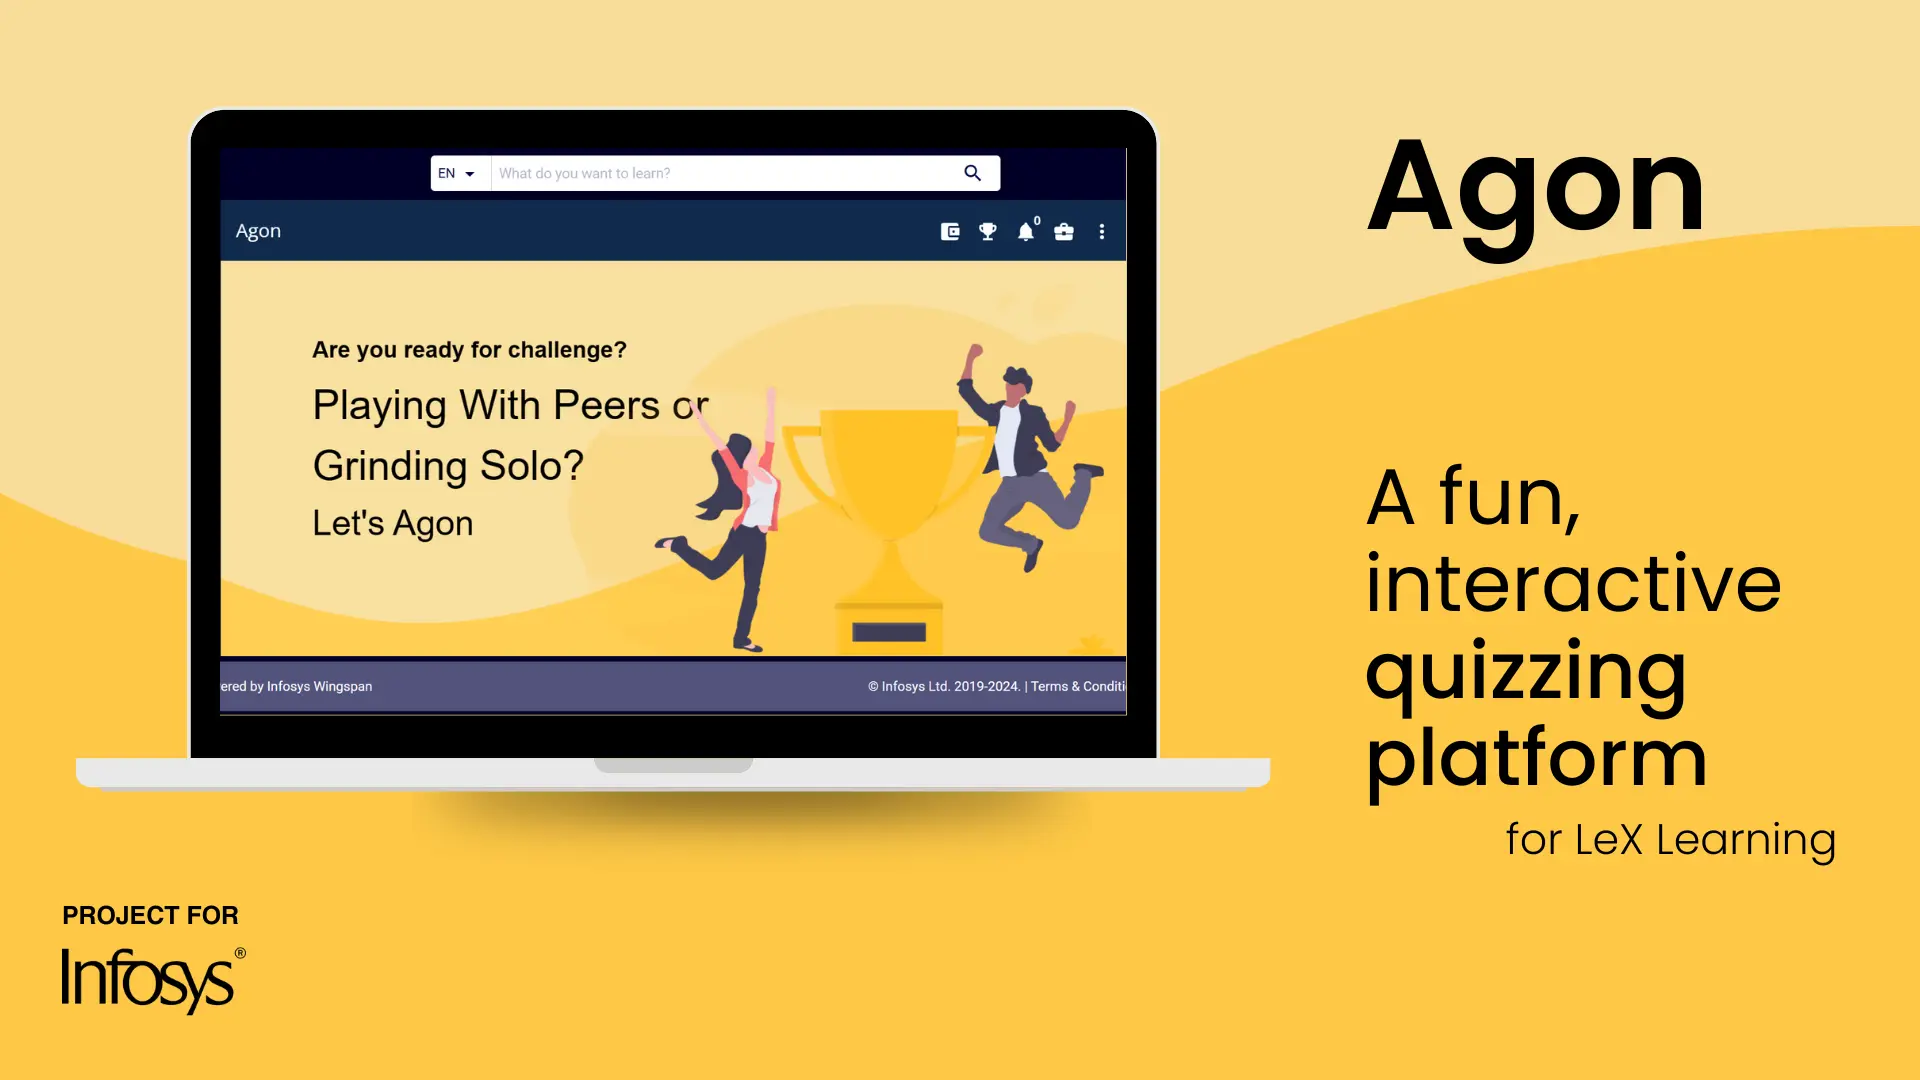 EN What do you want to learn?
Agon
0
Are you ready for challenge?
Playing With Peers or
Grinding Solo?
Let's Agon
ered by Infosys Wingspan
© Infosys Ltd. 2019-2024. | Terms & Conditi
Agon
A fun,
interactive
quizzing
platform
for LeX Learning
PROJECT FOR
Infosys®